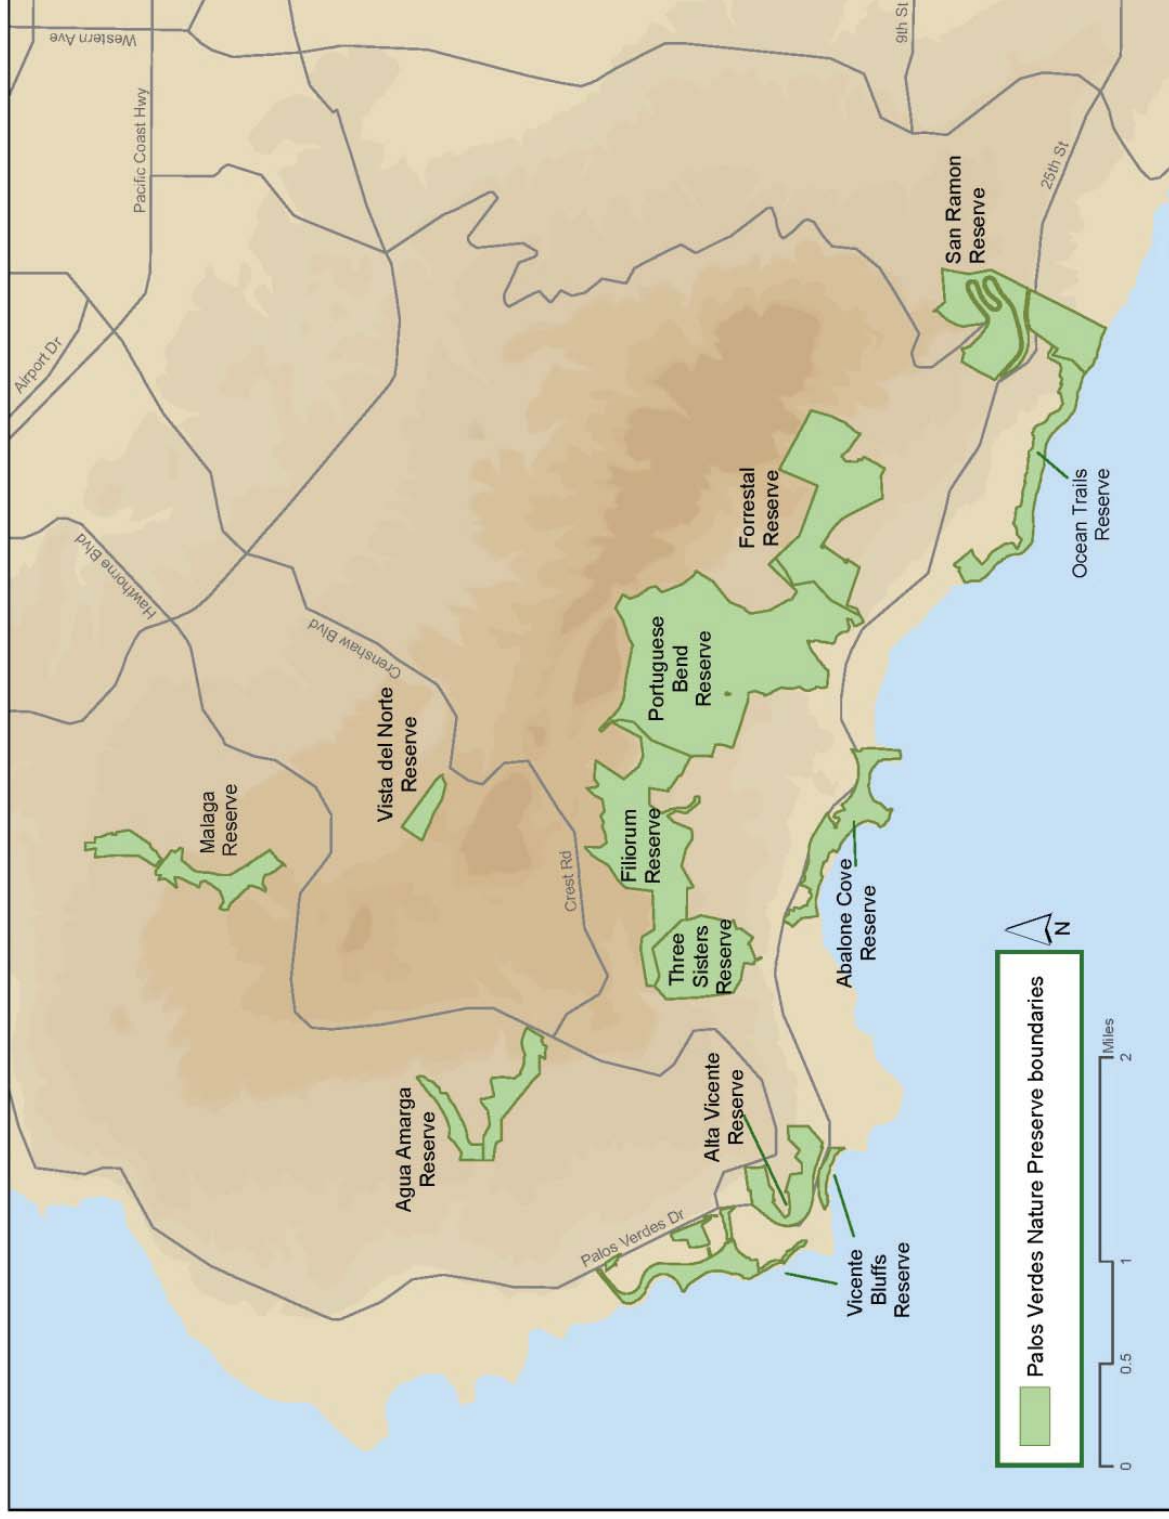 Western Ave
Pacific Coast Hwy
9th St
25th St
Airport Dr
Hawthorne Blvd
Crenshaw Blvd
Crest Rd
Palos Verdes Dr
Malaga
Reserve
Vista del Norte
Reserve
Agua Amarga
Reserve
San Ramon
Reserve
Forrestal
Reserve
Portuguese
Bend
Reserve
Filiorum
Reserve
Three
Sisters
Reserve
Alta Vicente
Reserve
Vicente
Bluffs
Reserve
Abalone Cove
Reserve
Ocean Trails
Reserve
N
Palos Verdes Nature Preserve boundaries
Miles
0
0.5
1
2